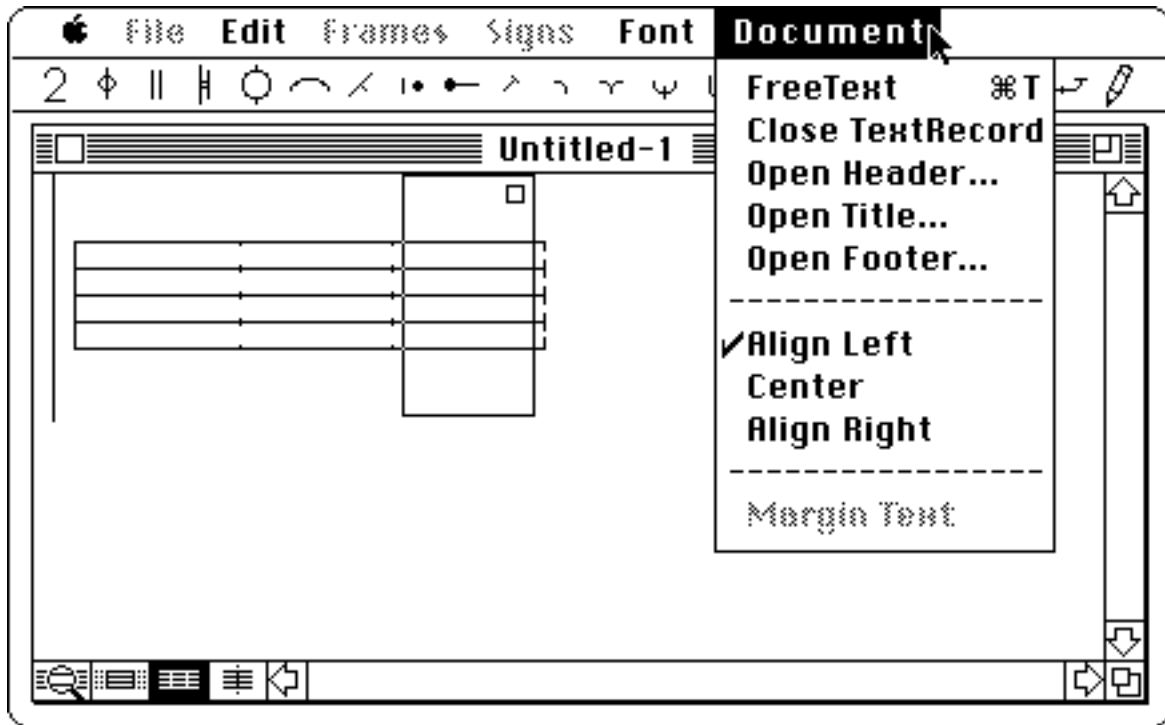 File Edit Frames Signs Font Document
2
FreeText ⌘T
Close TextRecord
Untitled-1
Open Header...
Open Title...
Open Footer...
Align Left
Center
Align Right
Margin Text